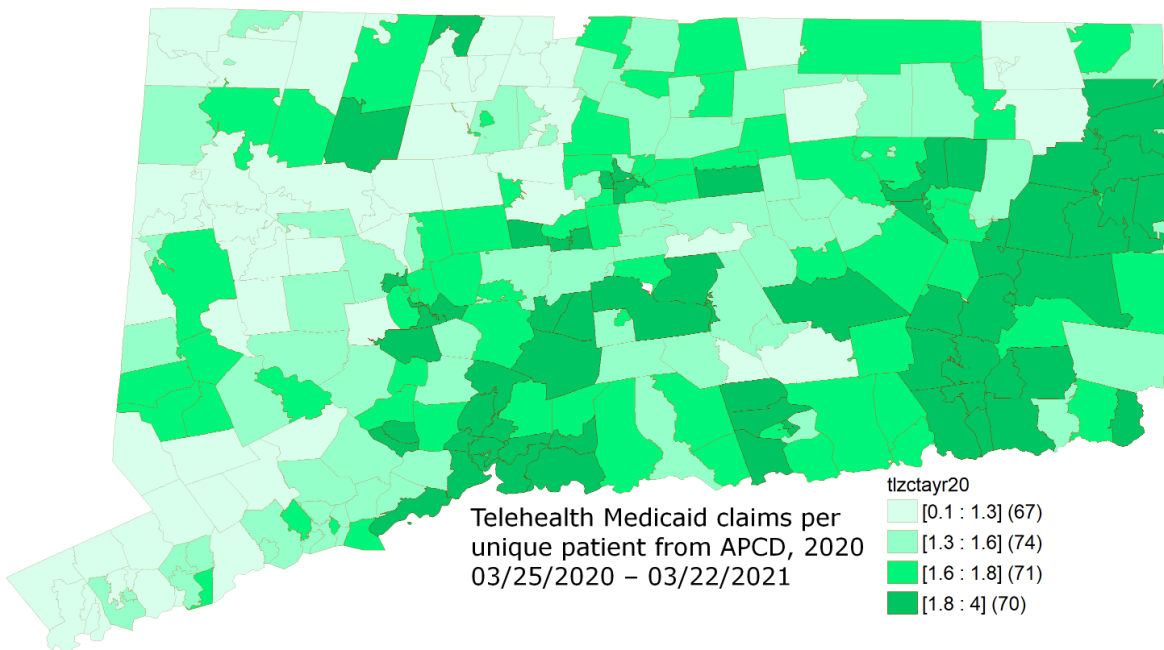 Telehealth Medicaid claims per
unique patient from APCD, 2020
03/25/2020 – 03/22/2021
tlzctayr20
[0.1 : 1.3] (67)
[1.3 : 1.6] (74)
[1.6 : 1.8] (71)
[1.8 : 4] (70)